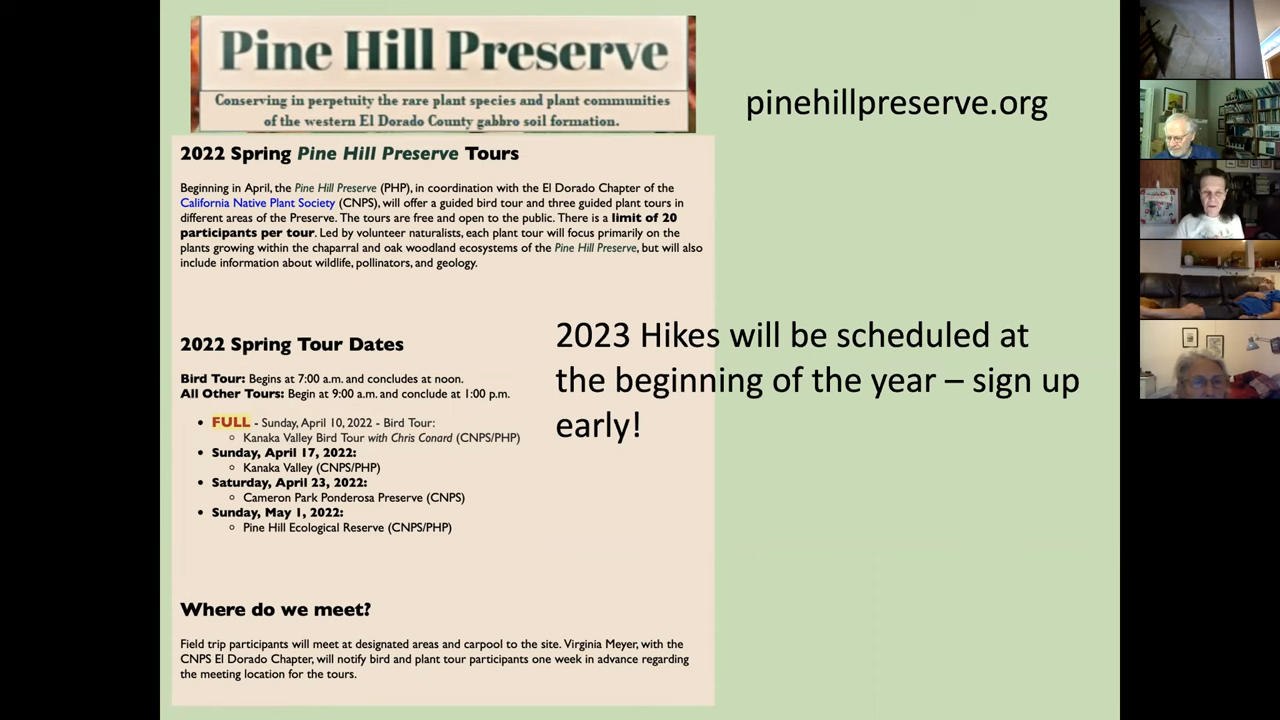 Pine Hill Preserve
Conserving in perpetuity the rare plant species and plant communities
of the western El Dorado County gabbro soil formation.
pinehillpreserve.org
2022 Spring Pine Hill Preserve Tours
Beginning in April, the Pine Hill Preserve (PHP), in coordination with the El Dorado Chapter of the
California Native Plant Society (CNPS), will offer a guided bird tour and three guided plant tours in
different areas of the Preserve. The tours are free and open to the public. There is a limit of 20
participants per tour. Led by volunteer naturalists, each plant tour will focus primarily on the
plants growing within the chaparral and oak woodland ecosystems of the Pine Hill Preserve, but will also
include information about wildlife, pollinators, and geology.
2022 Spring Tour Dates
Bird Tour: Begins at 7:00 a.m. and concludes at noon.
All Other Tours: Begin at 9:00 a.m. and conclude at 1:00 p.m.
• FULL - Sunday, April 10, 2022 - Bird Tour:
◦ Kanaka Valley Bird Tour with Chris Conard (CNPS/PHP)
• Sunday, April 17, 2022:
◦ Kanaka Valley (CNPS/PHP)
• Saturday, April 23, 2022:
◦ Cameron Park Ponderosa Preserve (CNPS)
• Sunday, May 1, 2022:
◦ Pine Hill Ecological Reserve (CNPS/PHP)
2023 Hikes will be scheduled at
the beginning of the year – sign up
early!
Where do we meet?
Field trip participants will meet at designated areas and carpool to the site. Virginia Meyer, with the
CNPS El Dorado Chapter, will notify bird and plant tour participants one week in advance regarding
the meeting location for the tours.